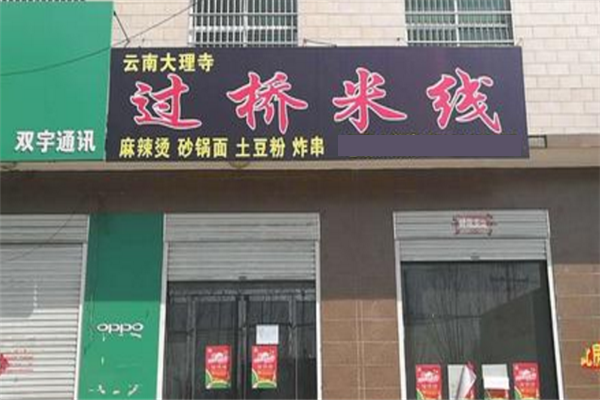 云南大理寺
过桥米线
麻辣烫 砂锅面 土豆粉 炸串
双宇通讯
oppo